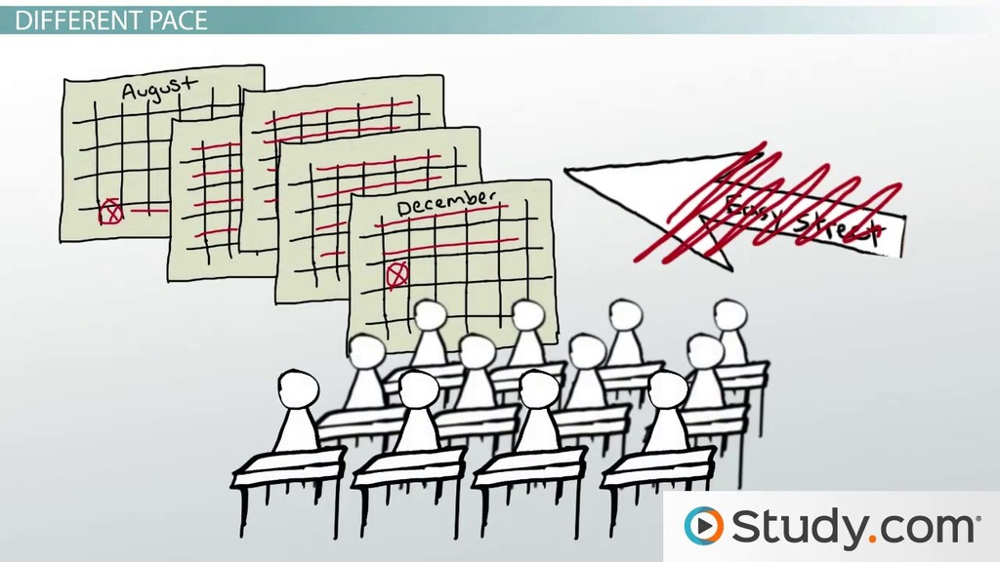 DIFFERENT PACE
August
December
Easy Street
Study.com®